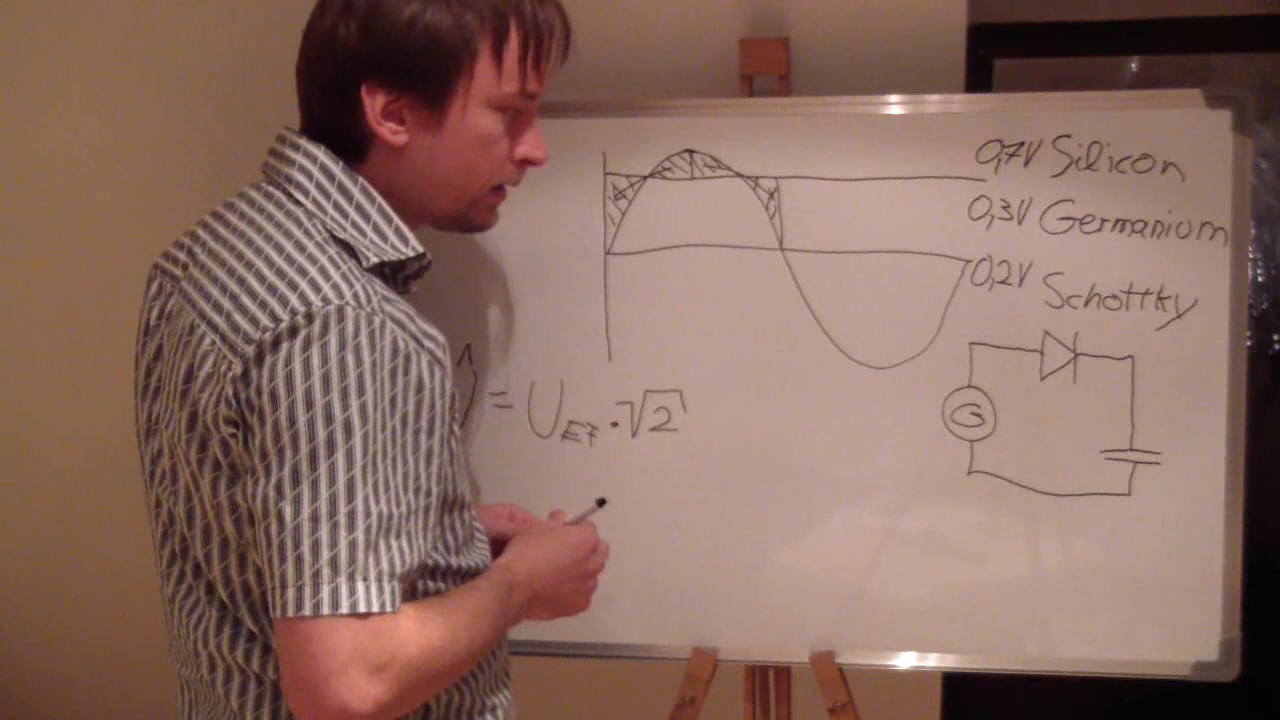 0,7V Silicon
0,3V Germanium
0,2V Schottky
= U_EF · √2
G